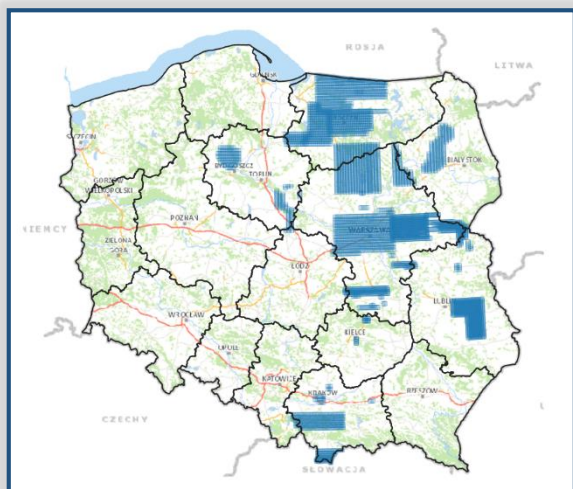 ROSJA
LITWA
GDAŃSK
SZCZECIN
BIAŁYSTOK
BYDGOSZCZ
TORUŃ
GORZÓW
WIELKOPOLSKI
POZNAŃ
NIEMCY
WARSZAWA
ZIELONA
GÓRA
ŁÓDŹ
LUBLIN
WROCŁAW
KIELCE
OPOLE
KATOWICE
KRAKÓW
RZESZÓW
CZECHY
SŁOWACJA